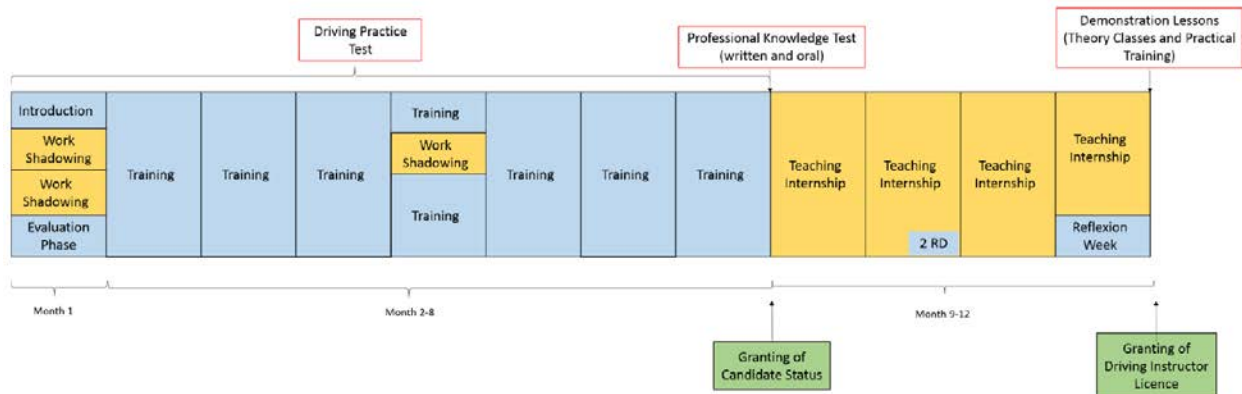 Driving Practice
Test
Professional Knowledge Test
(written and oral)
Demonstration Lessons
(Theory Classes and Practical
Training)
Introduction
Work
Shadowing
Work
Shadowing
Evaluation
Phase
Training
Training
Training
Training
Work
Shadowing
Training
Training
Training
Training
Teaching
Internship
Teaching
Internship
2 RD
Teaching
Internship
Teaching
Internship
Reflexion
Week
Month 1
Month 2-8
Month 9-12
Granting of
Candidate Status
Granting of
Driving Instructor
Licence